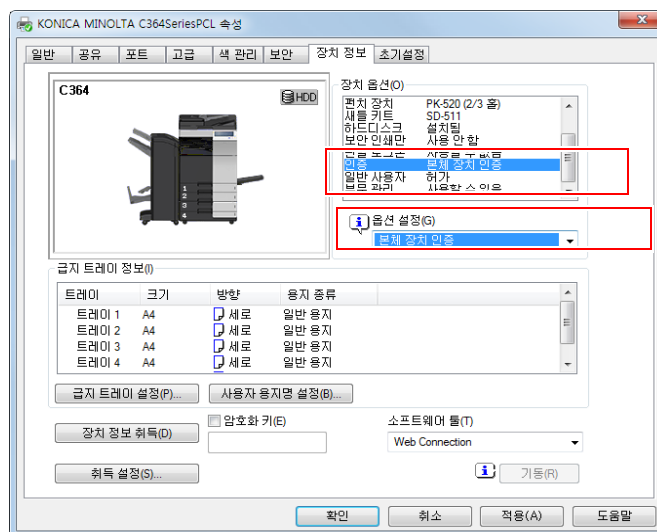 KONICA MINOLTA C364SeriesPCL 속성
일반 공유 포트 고급 색 관리 보안 장치 정보 초기설정
C364
HDD
1
2
3
4
장치 옵션(O)
펀치 장치 PK-520 (2/3 홀)
새들 키트 SD-511
하드디스크 설치됨
보안 인쇄만 사용 안 함
인증 본체 장치 인증
일반 사용자 허가
부문 관리 사용할 수 있음
옵션 설정(G)
본체 장치 인증
급지 트레이 정보(I)
트레이 크기 방향 용지 종류
트레이 1 A4 세로 일반 용지
트레이 2 A4 세로 일반 용지
트레이 3 A4 세로 일반 용지
트레이 4 A4 세로 일반 용지
급지 트레이 설정(P)... 사용자 용지명 설정(B)...
장치 정보 취득(D) 암호화 키(E) 소프트웨어 툴(T)
Web Connection
취득 설정(S)... 기동(R)
확인 취소 적용(A) 도움말